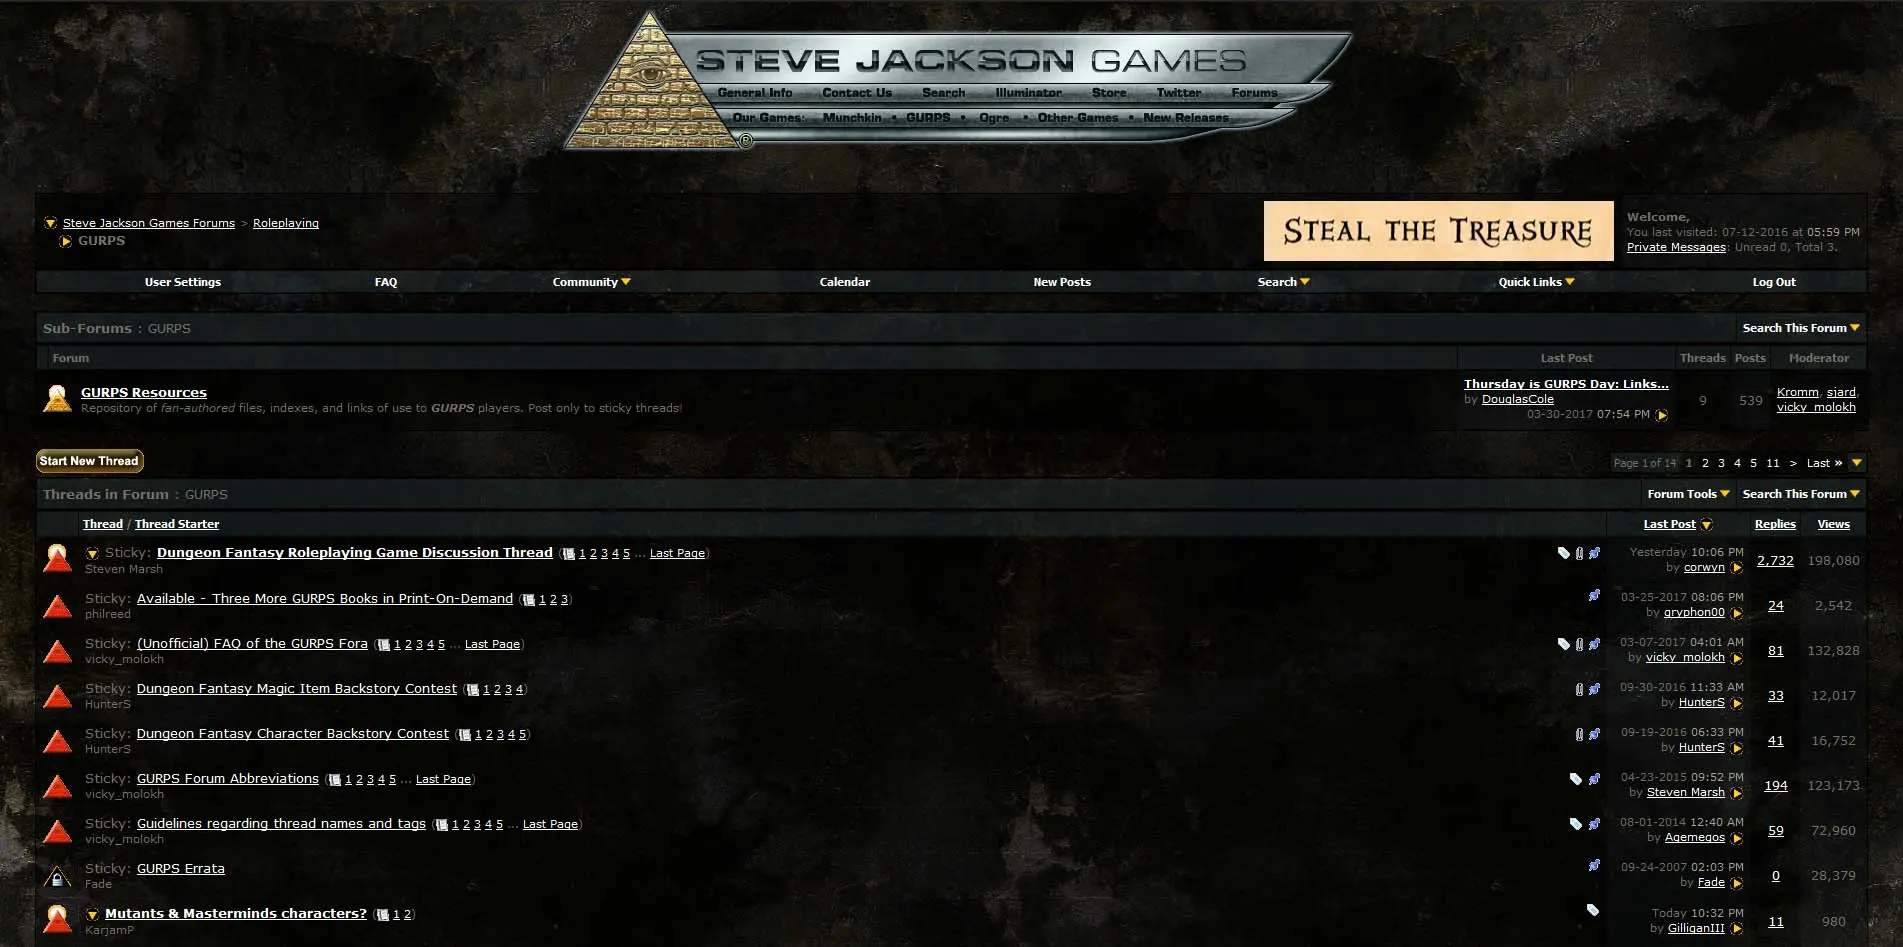 STEVE JACKSON GAMES
General Info Contact Us Search Illuminator Store Twitter Forums
Our Games: Munchkin • GURPS • Ogre • Other Games • New Releases
®
Steve Jackson Games Forums > Roleplaying
GURPS
STEAL THE TREASURE
Welcome,
You last visited: 07-12-2016 at 05:59 PM
Private Messages: Unread 0, Total 3.
User Settings FAQ Community Calendar New Posts Search Quick Links Log Out
Sub-Forums : GURPS Search This Forum
Forum Last Post Threads Posts Moderator
GURPS Resources
Repository of fan-authored files, indexes, and links of use to GURPS players. Post only to sticky threads!
Thursday is GURPS Day: Links...
by DouglasCole
03-30-2017 07:54 PM
9 539
Kromm, sjard,
vicky_molokh
Start New Thread
Page 1 of 14 1 2 3 4 5 11 > Last »
Threads in Forum : GURPS Forum Tools Search This Forum
Thread / Thread Starter Last Post Replies Views
Sticky: Dungeon Fantasy Roleplaying Game Discussion Thread ( 1 2 3 4 5 ... Last Page)
Steven Marsh
Yesterday 10:06 PM
by corwyn
2,732 198,080
Sticky: Available - Three More GURPS Books in Print-On-Demand ( 1 2 3)
philreed
03-25-2017 08:06 PM
by gryphon00
24 2,542
Sticky: (Unofficial) FAQ of the GURPS Fora ( 1 2 3 4 5 ... Last Page)
vicky_molokh
03-07-2017 04:01 AM
by vicky_molokh
81 132,828
Sticky: Dungeon Fantasy Magic Item Backstory Contest ( 1 2 3 4)
HunterS
09-30-2016 11:33 AM
by HunterS
33 12,017
Sticky: Dungeon Fantasy Character Backstory Contest ( 1 2 3 4 5)
HunterS
09-19-2016 06:33 PM
by HunterS
41 16,752
Sticky: GURPS Forum Abbreviations ( 1 2 3 4 5 ... Last Page)
vicky_molokh
04-23-2015 09:52 PM
by Steven Marsh
194 123,173
Sticky: Guidelines regarding thread names and tags ( 1 2 3 4 5 ... Last Page)
vicky_molokh
08-01-2014 12:40 AM
by Agemegos
59 72,960
Sticky: GURPS Errata
Fade
09-24-2007 02:03 PM
by Fade
0 28,379
Mutants & Masterminds characters? ( 1 2)
KarjamP
Today 10:32 PM
by GilliganIII
11 980